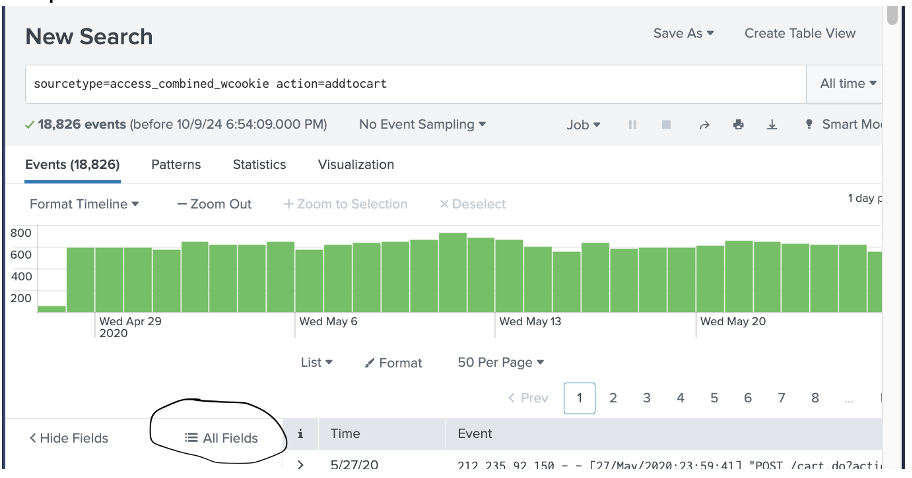 New Search
Save As Create Table View
sourcetype=access_combined_wcookie action=addtocart
All time
18,826 events (before 10/9/24 6:54:09.000 PM) No Event Sampling Job Smart
Events (18,826) Patterns Statistics Visualization
Format Timeline — Zoom Out + Zoom to Selection × Deselect
1 day
800
600
400
200
Wed Apr 29 Wed May 6 Wed May 13 Wed May 20
2020
List Format 50 Per Page
< Prev 1 2 3 4 5 6 7 8 ...
< Hide Fields All Fields i Time Event
> 5/27/20 212.235.92.150 - - [27/May/2020:23:59:41] "POST /cart.do?acti